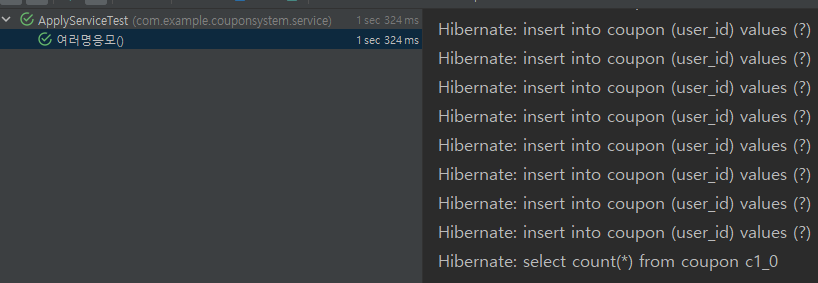 ApplyServiceTest (com.example.couponsystem.service) 1 sec 324 ms
여러명응모() 1 sec 324 ms
Hibernate: insert into coupon (user_id) values (?)
Hibernate: insert into coupon (user_id) values (?)
Hibernate: insert into coupon (user_id) values (?)
Hibernate: insert into coupon (user_id) values (?)
Hibernate: insert into coupon (user_id) values (?)
Hibernate: insert into coupon (user_id) values (?)
Hibernate: insert into coupon (user_id) values (?)
Hibernate: insert into coupon (user_id) values (?)
Hibernate: select count(*) from coupon c1_0